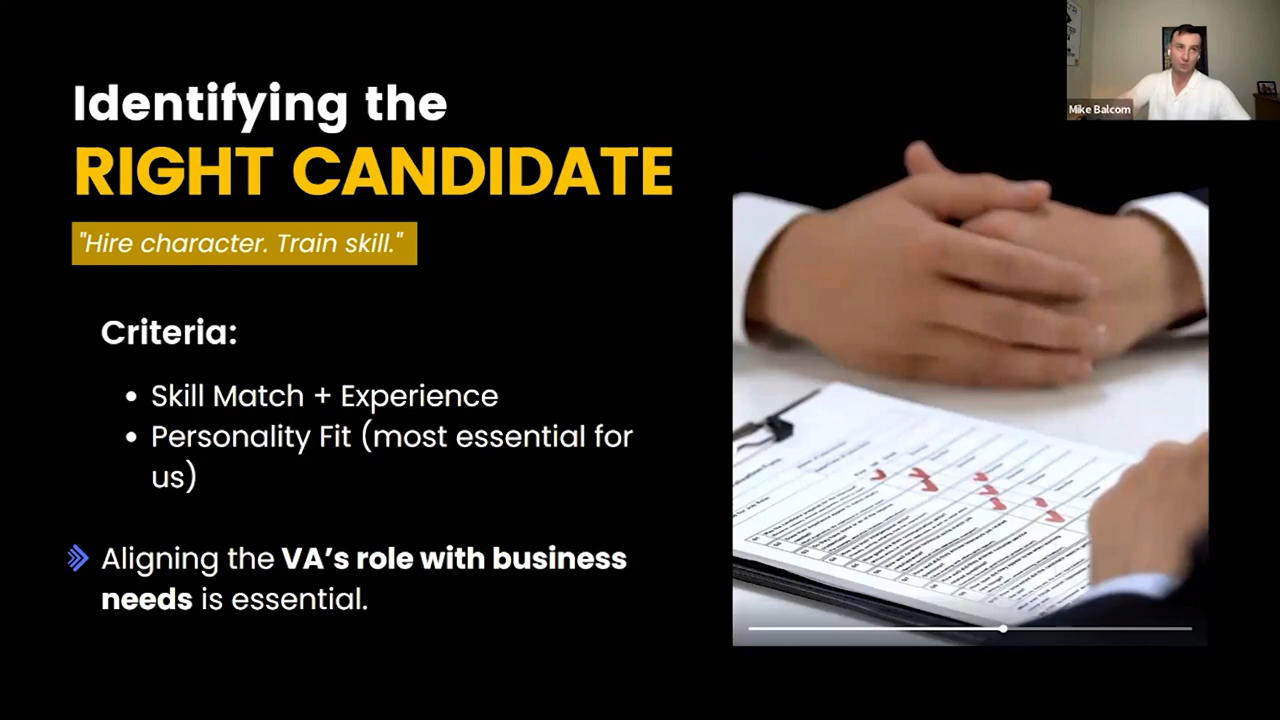 Mike Balcom
Identifying the
RIGHT CANDIDATE
"Hire character. Train skill."
Criteria:
• Skill Match + Experience
• Personality Fit (most essential for
us)
Aligning the VA's role with business
needs is essential.